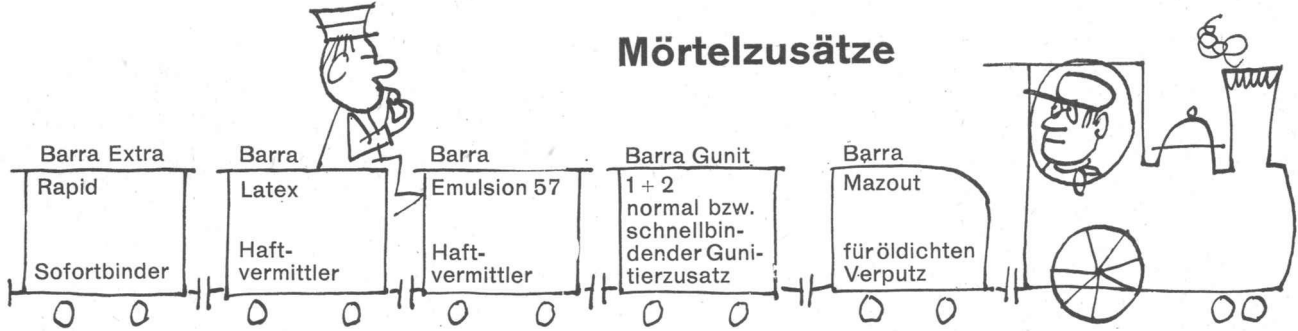 Mörtelzusätze
Barra Extra
Rapid
Sofortbinder
Barra
Latex
Haft-
vermittler
Barra
Emulsion 57
Haft-
vermittler
Barra Gunit
1 + 2
normal bzw.
schnellbin-
dender Guni-
tierzusatz
Barra
Mazout
für öldichten
Verputz